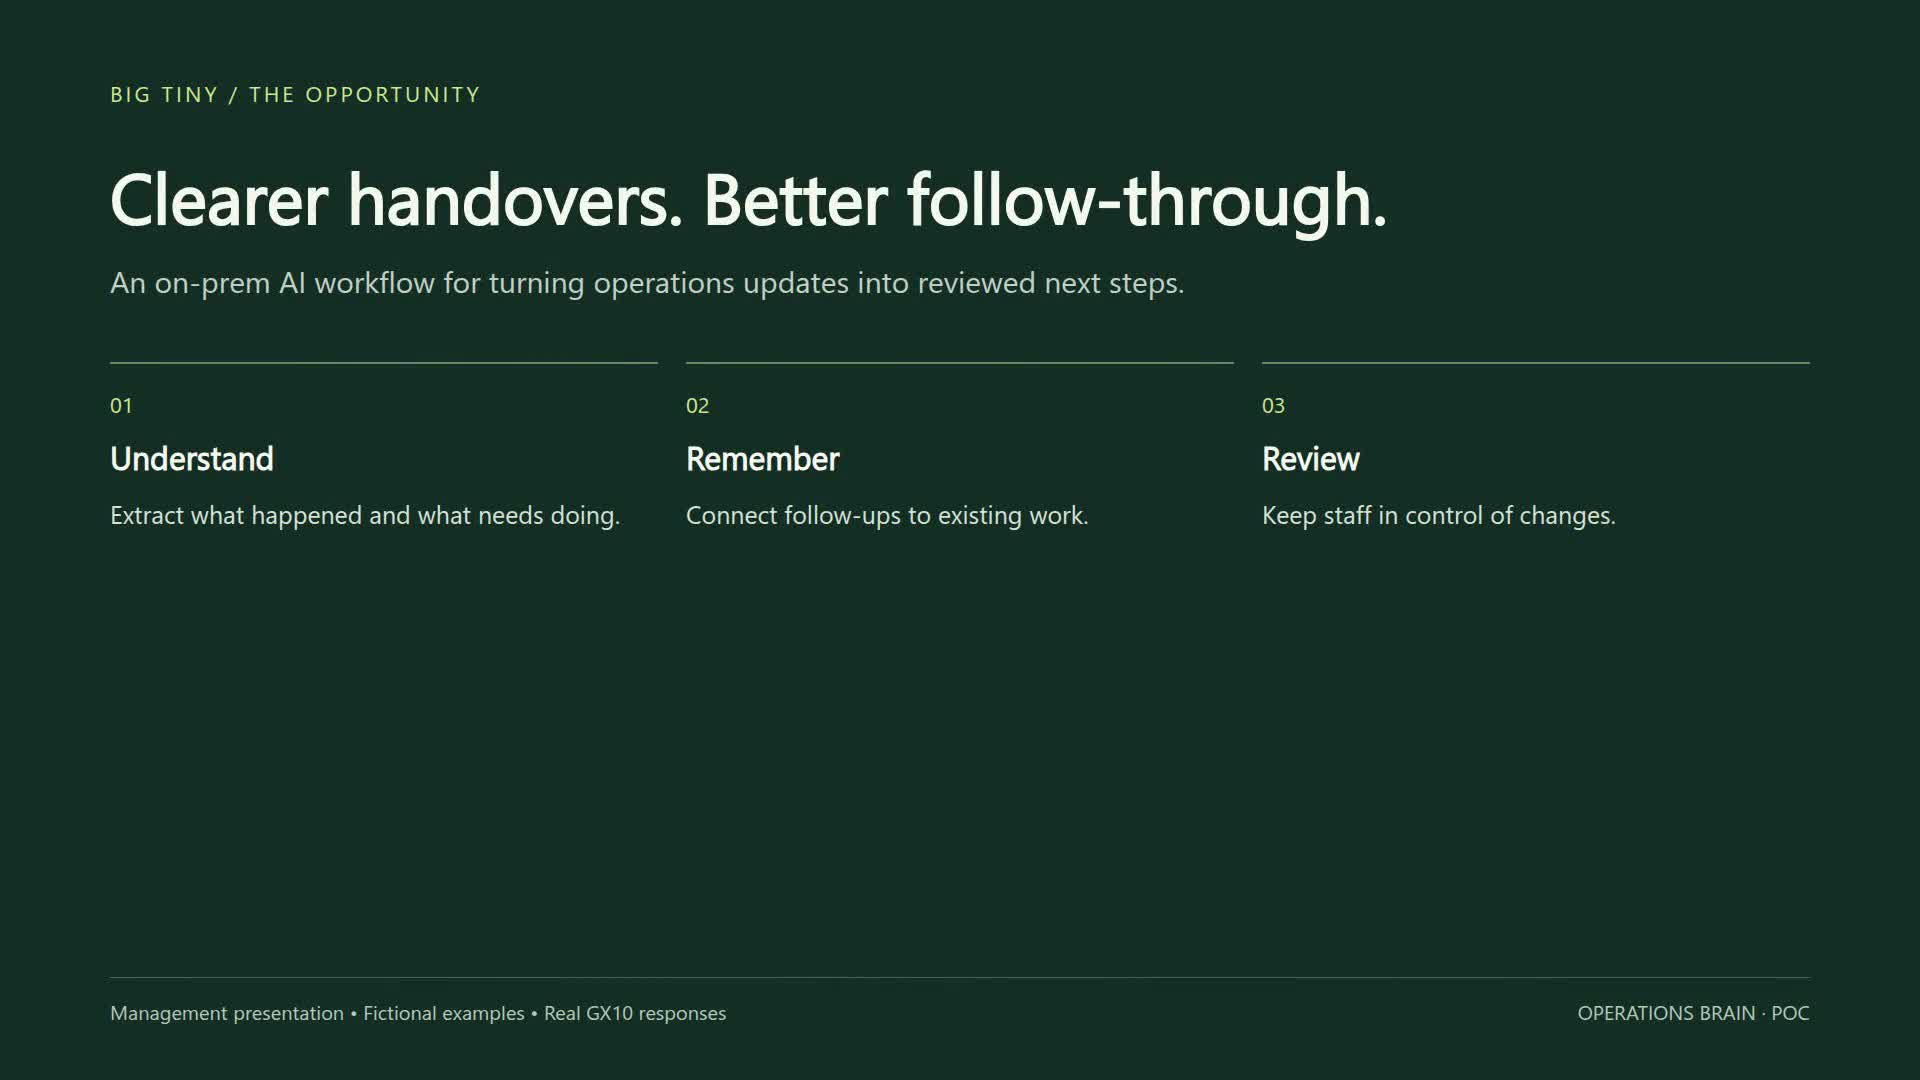 BIG TINY / THE OPPORTUNITY
Clearer handovers. Better follow-through.
An on-prem AI workflow for turning operations updates into reviewed next steps.
01
Understand
Extract what happened and what needs doing.
02
Remember
Connect follow-ups to existing work.
03
Review
Keep staff in control of changes.
Management presentation • Fictional examples • Real GX10 responses
OPERATIONS BRAIN · POC